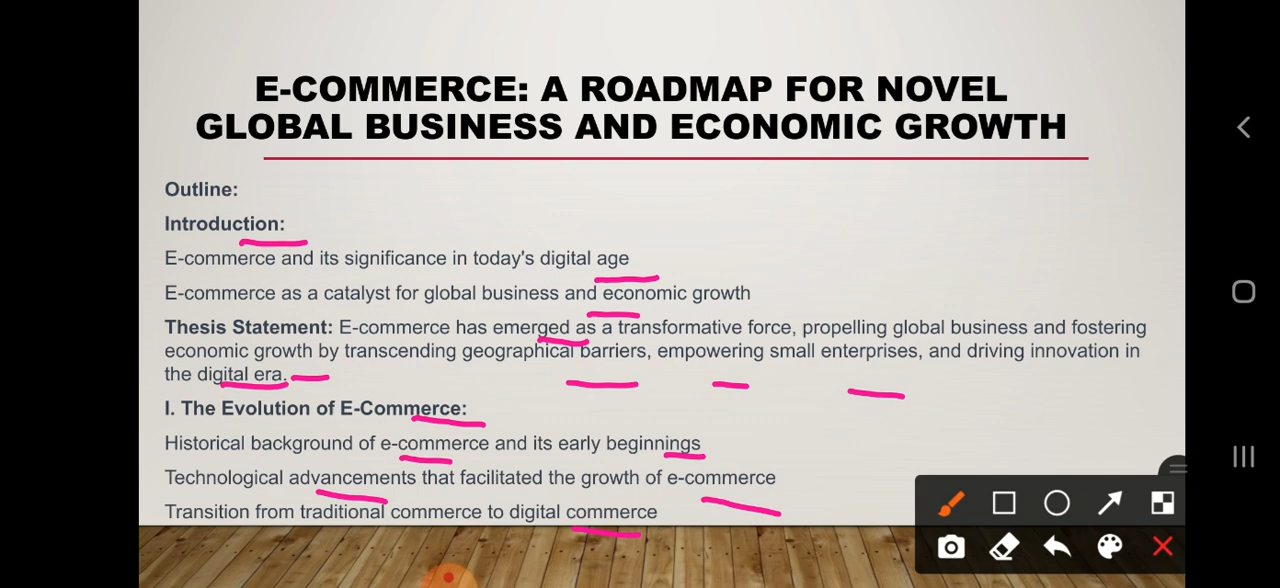 E-COMMERCE: A ROADMAP FOR NOVEL
GLOBAL BUSINESS AND ECONOMIC GROWTH
Outline:
Introduction:
E-commerce and its significance in today's digital age
E-commerce as a catalyst for global business and economic growth
Thesis Statement: E-commerce has emerged as a transformative force, propelling global business and fostering
economic growth by transcending geographical barriers, empowering small enterprises, and driving innovation in
the digital era.
I. The Evolution of E-Commerce:
Historical background of e-commerce and its early beginnings
Technological advancements that facilitated the growth of e-commerce
Transition from traditional commerce to digital commerce